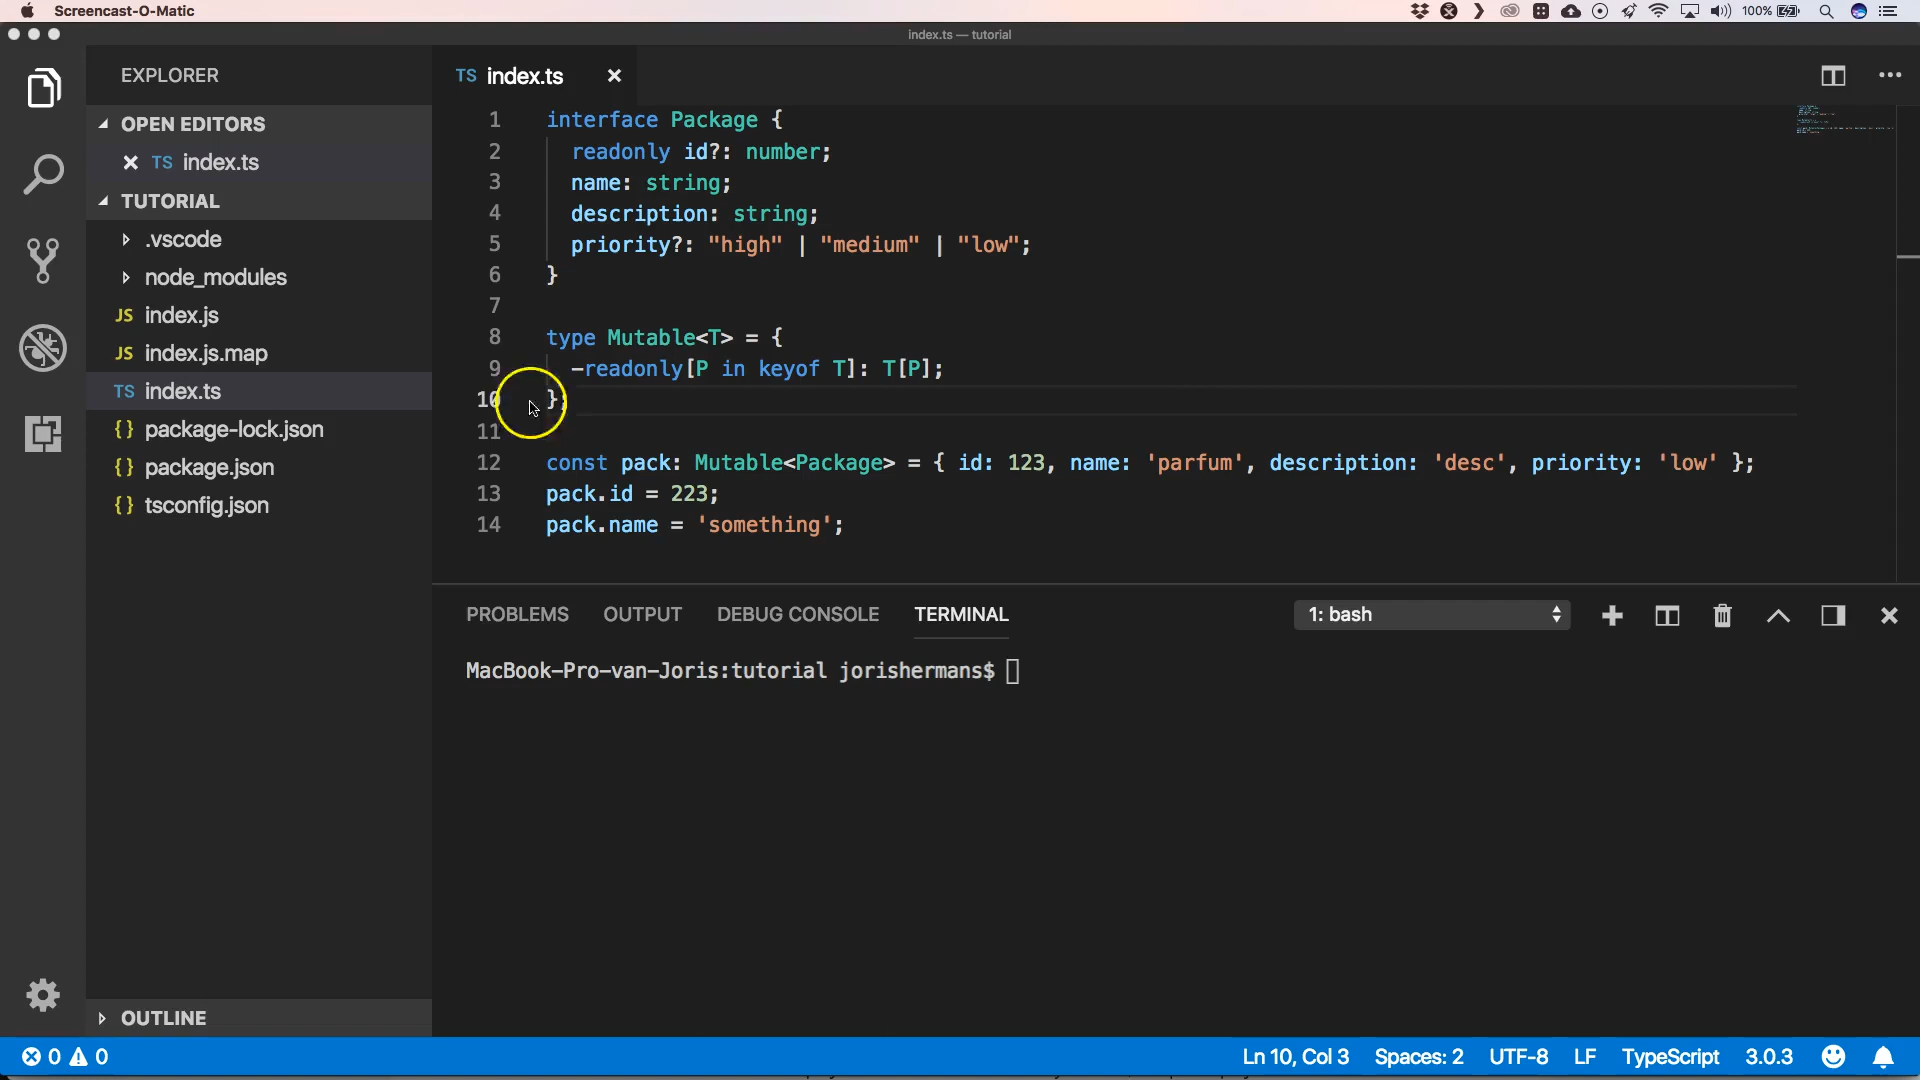 Screencast-O-Matic
100%
index.ts — tutorial
EXPLORER
OPEN EDITORS
TS index.ts
TUTORIAL
.vscode
node_modules
JS index.js
JS index.js.map
TS index.ts
{ } package-lock.json
{ } package.json
{ } tsconfig.json
OUTLINE
TS index.ts
1 interface Package {
2 readonly id?: number;
3 name: string;
4 description: string;
5 priority?: "high" | "medium" | "low";
6 }
7
8 type Mutable<T> = {
9 -readonly[P in keyof T]: T[P];
10 };
11
12 const pack: Mutable<Package> = { id: 123, name: 'parfum', description: 'desc', priority: 'low' };
13 pack.id = 223;
14 pack.name = 'something';
PROBLEMS OUTPUT DEBUG CONSOLE TERMINAL 1: bash
MacBook-Pro-van-Joris:tutorial jorishermans$
0 0 Ln 10, Col 3 Spaces: 2 UTF-8 LF TypeScript 3.0.3